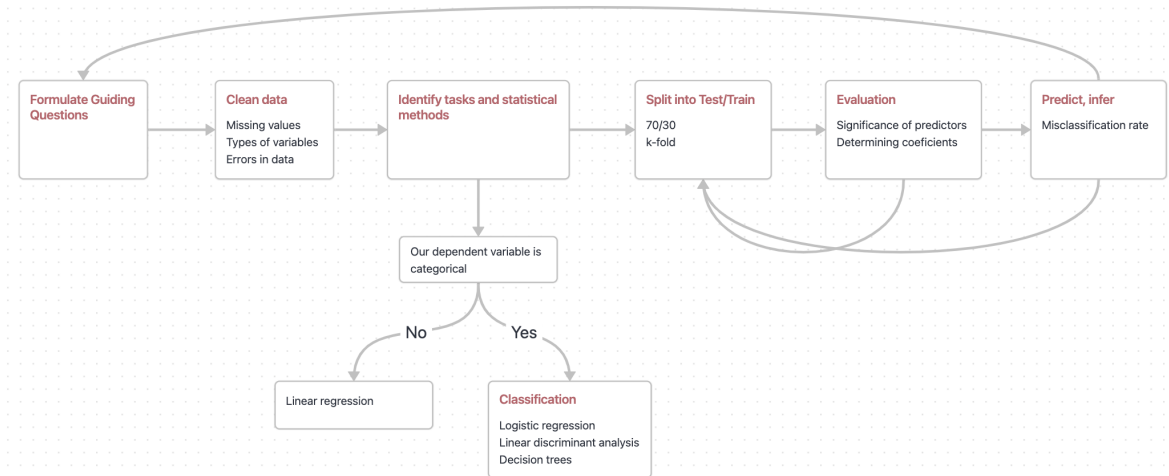 Formulate Guiding
Questions
Clean data
Missing values
Types of variables
Errors in data
Identify tasks and statistical
methods
Split into Test/Train
70/30
k-fold
Evaluation
Significance of predictors
Determining coeficients
Predict, infer
Misclassification rate
Our dependent variable is
categorical
No
Yes
Linear regression
Classification
Logistic regression
Linear discriminant analysis
Decision trees